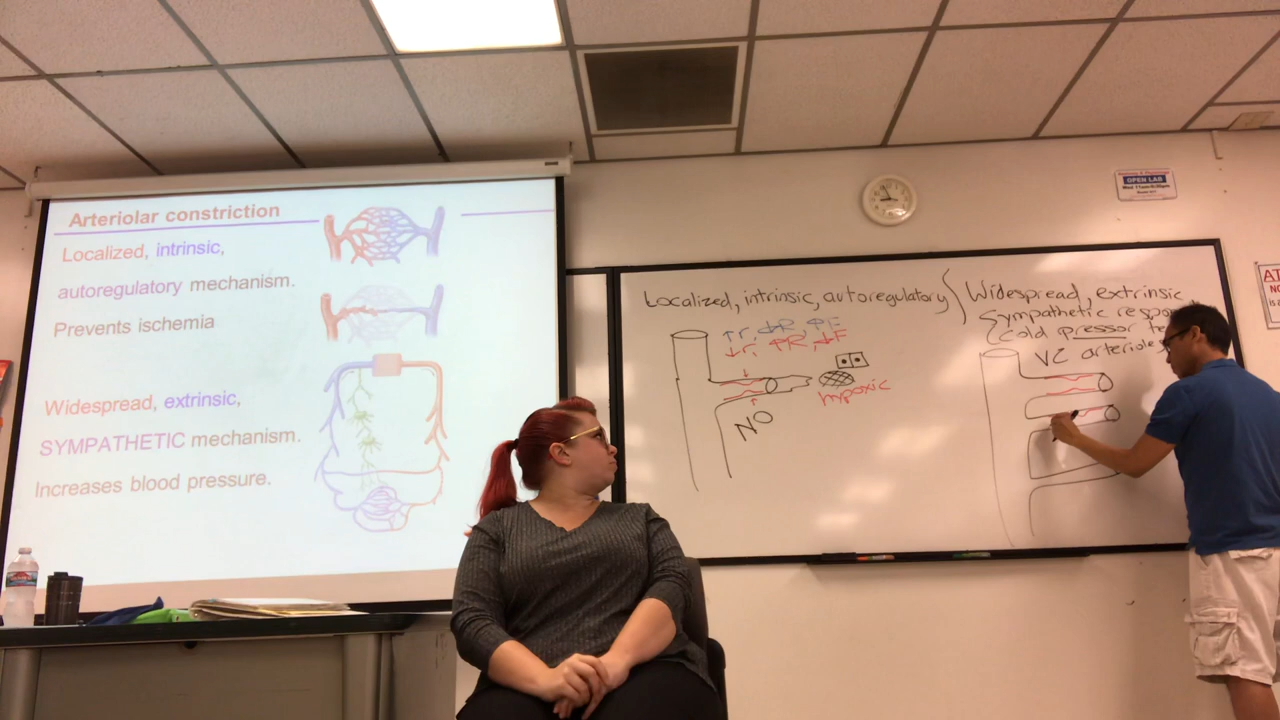 Arteriolar constriction
Localized, intrinsic,
autoregulatory mechanism.
Prevents ischemia
Widespread, extrinsic,
SYMPATHETIC mechanism.
Increases blood pressure.
Localized, intrinsic, autoregulatory
↑r, ↓R, ↑F
↓r, ↑R, ↓F
hypoxic
NO
Widespread, extrinsic
Sympathetic
Cold pressor
VC arterioles
OPEN LAB